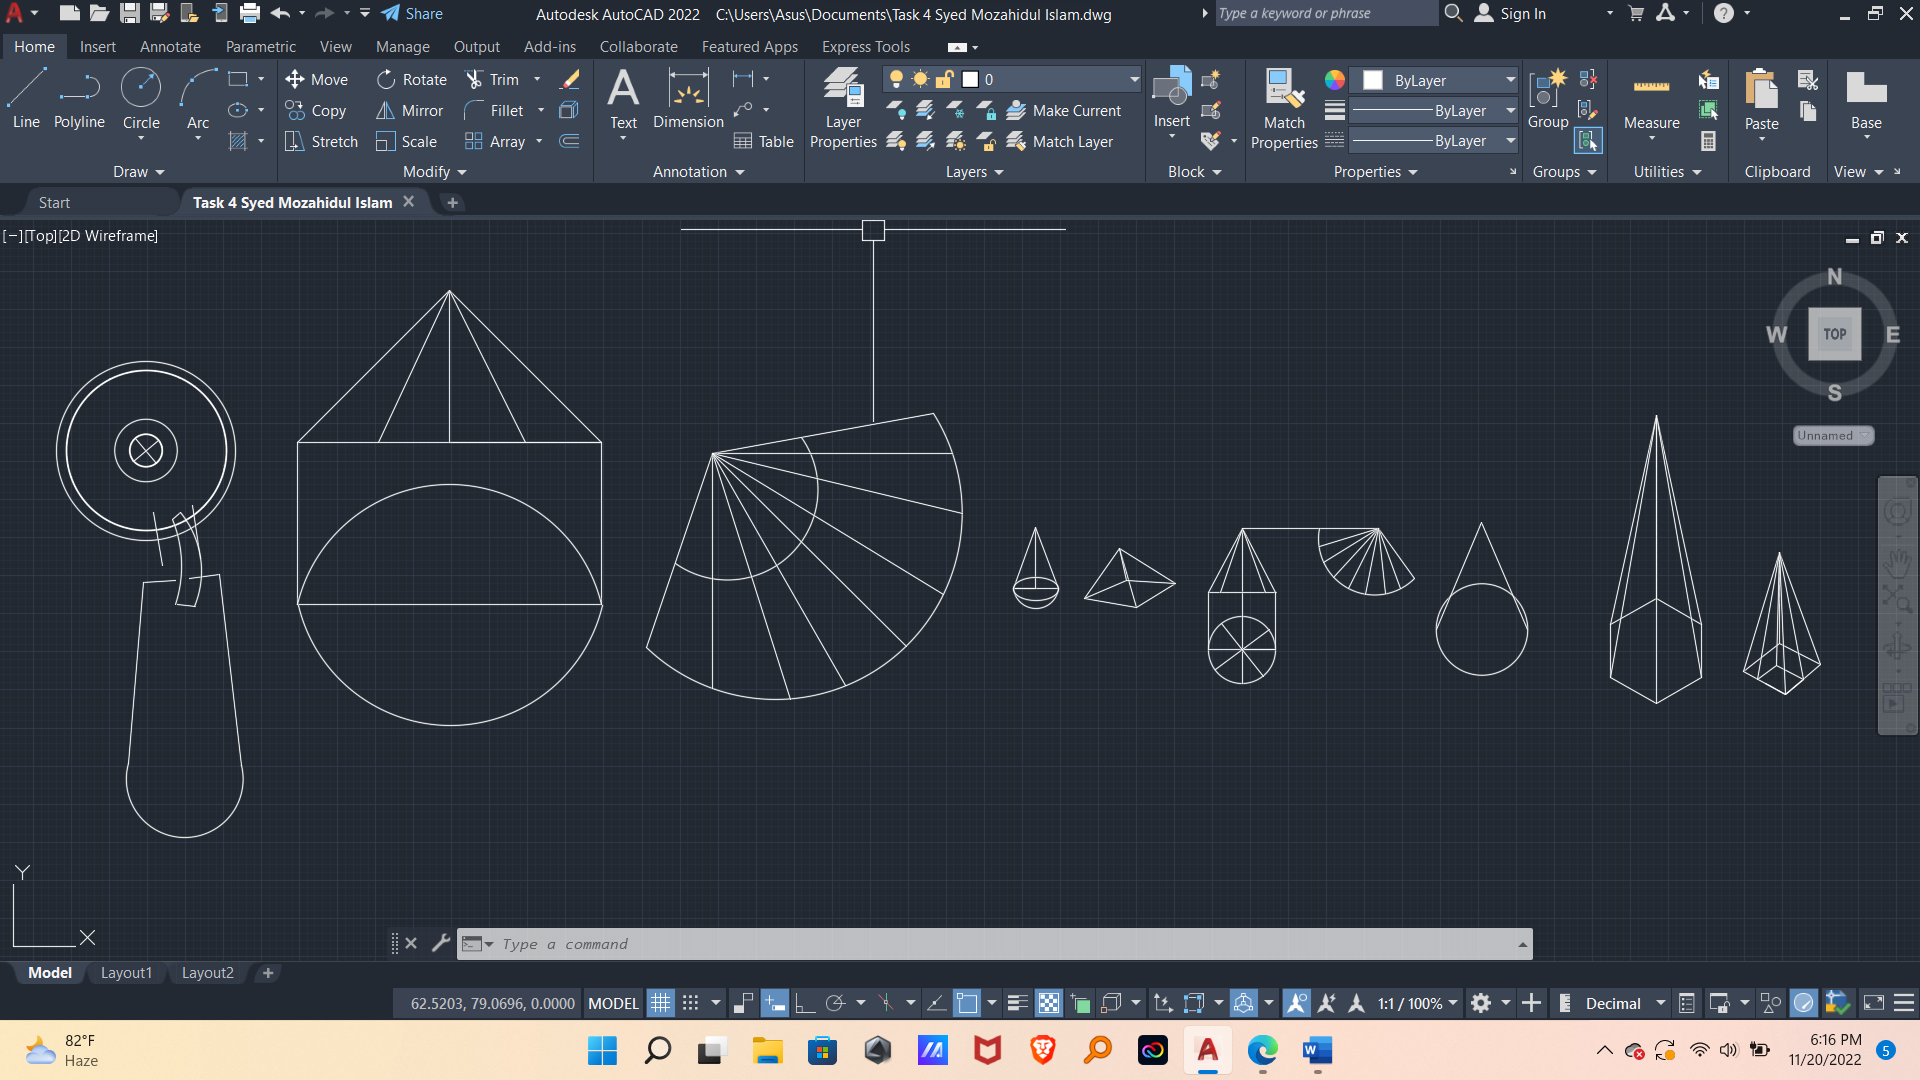 Share
Autodesk AutoCAD 2022 C:\Users\Asus\Documents\Task 4 Syed Mozahidul Islam.dwg
Type a keyword or phrase
Sign In
Home Insert Annotate Parametric View Manage Output Add-ins Collaborate Featured Apps Express Tools
Line Polyline Circle Arc
Move Rotate Trim
Copy Mirror Fillet
Stretch Scale Array
Text Dimension Table
Layer Properties
0
Make Current
Match Layer
Insert
Match Properties
ByLayer
ByLayer
ByLayer
Group Measure Paste Base
Draw Modify Annotation Layers Block Properties Groups Utilities Clipboard View
Start Task 4 Syed Mozahidul Islam
[−][Top][2D Wireframe]
N
W TOP E
S
Unnamed
Y
X
Type a command
Model Layout1 Layout2
62.5203, 79.0696, 0.0000 MODEL 1:1 / 100% Decimal
82°F
Haze
6:16 PM
11/20/2022
5